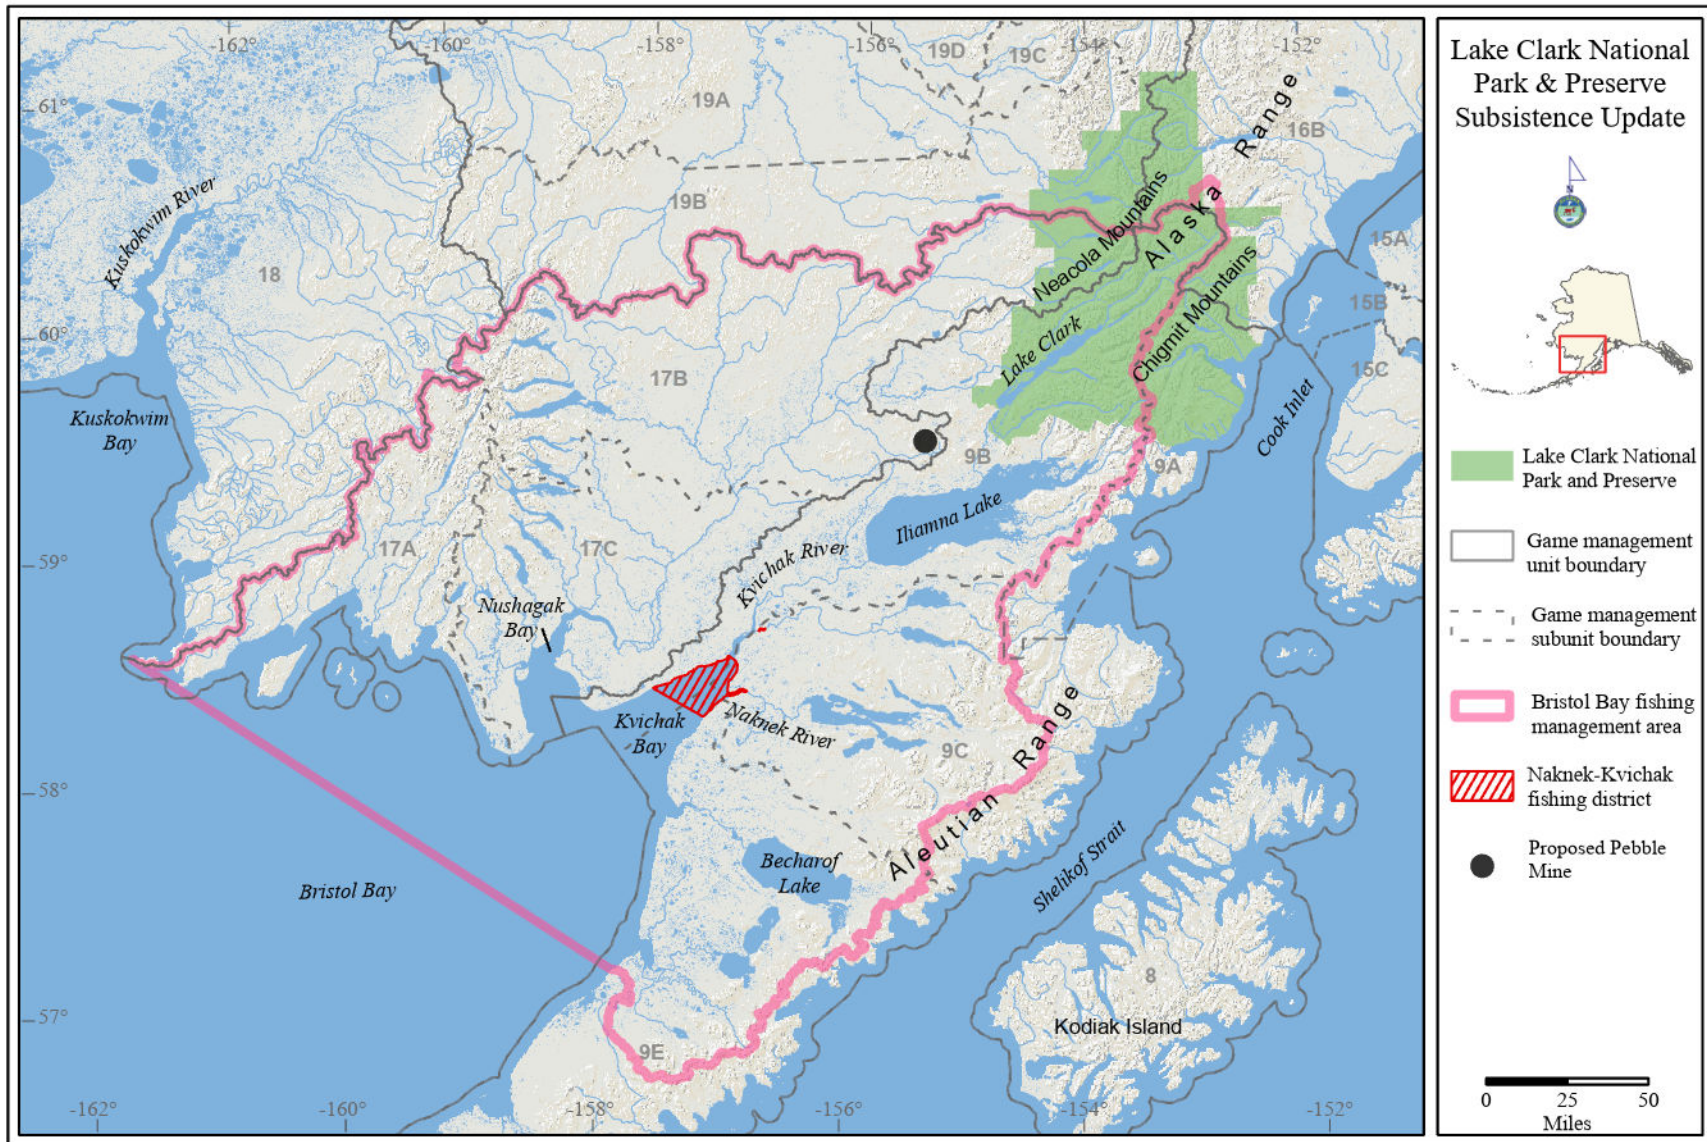 -162°
-160°
-158°
-156°
-154°
-152°
19D
19C
19A
61°
Range
16B
Kuskokwim River
19B
Neacola Mountains
Alaska
15A
18
Chigmit Mountains
15B
60°
Lake Clark
17B
15C
Kuskokwim
Bay
Cook Inlet
9B
9A
Iliamna Lake
17A
17C
59°
Kvichak River
Nushagak
Bay
Kvichak
Bay
Naknek River
9C
Aleutian Range
58°
Becharof
Lake
Shelikof Strait
Bristol Bay
8
57°
Kodiak Island
9E
-162°
-160°
-158°
-156°
-154°
-152°
Lake Clark National
Park & Preserve
Subsistence Update
N
Lake Clark National
Park and Preserve
Game management
unit boundary
Game management
subunit boundary
Bristol Bay fishing
management area
Naknek-Kvichak
fishing district
Proposed Pebble
Mine
0 25 50
Miles